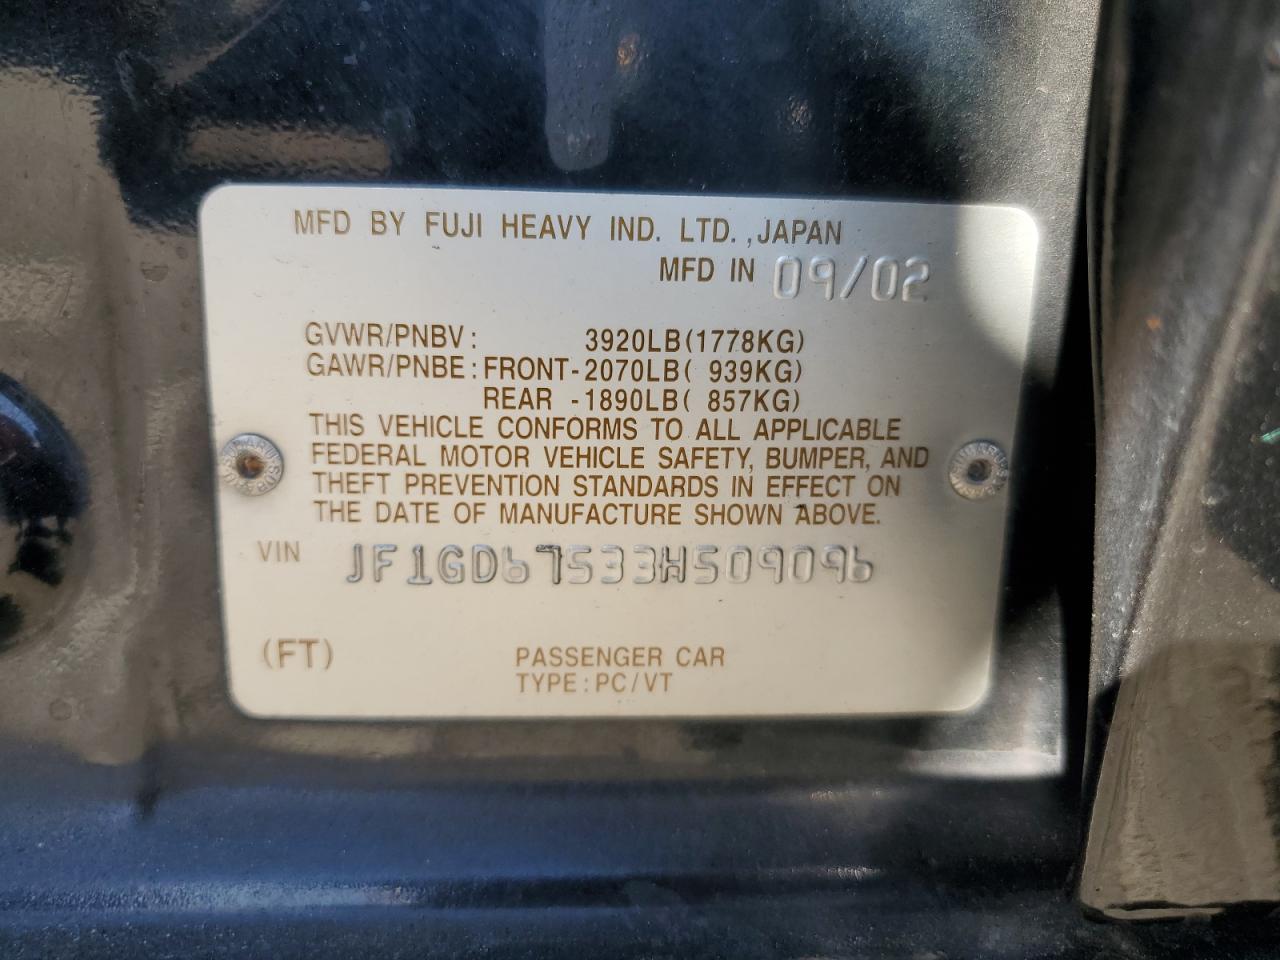 MFD BY FUJI HEAVY IND. LTD., JAPAN
MFD IN 09/02
GVWR/PNBV: 3920LB(1778KG)
GAWR/PNBE: FRONT-2070LB( 939KG)
REAR -1890LB( 857KG)
THIS VEHICLE CONFORMS TO ALL APPLICABLE
FEDERAL MOTOR VEHICLE SAFETY, BUMPER, AND
THEFT PREVENTION STANDARDS IN EFFECT ON
THE DATE OF MANUFACTURE SHOWN ABOVE.
VIN JF1GD67533H509096
(FT) PASSENGER CAR
TYPE: PC/VT